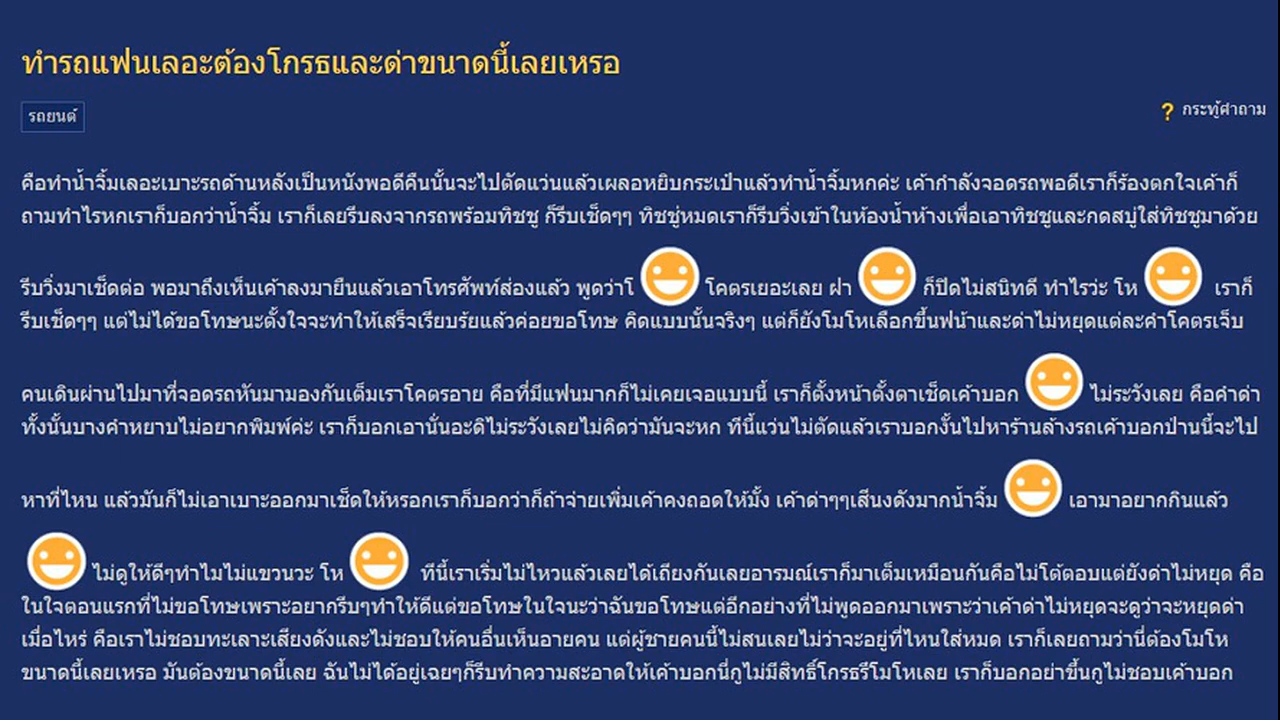 ทำรถแฟนเลอะต้องโกรธและด่าขนาดนี้เลยเหรอ
รถยนต์
? กระทู้คำถาม
คือทำน้ำจิ้มเลอะเบาะรถด้านหลังเป็นหนังพอดีคืนนั้นจะไปตัดแว่นแล้วเผลอหยิบกระเป๋าแล้วทำน้ำจิ้มหกค่ะ เค้ากำลังจอดรถพอดีเราก็ร้องตกใจเค้าก็
ถามทำไรหกเราก็บอกว่าน้ำจิ้ม เราก็เลยรีบลงจากรถพร้อมทิชชู ก็รีบเช็ดๆๆ ทิชชู่หมดเราก็รีบวิ่งเข้าในห้องน้ำห้างเพื่อเอาทิชชูและกดสบู่ใส่ทิชชูมาด้วย
รีบวิ่งมาเช็ดต่อ พอมาถึงเห็นเค้าลงมายืนแล้วเอาโทรศัพท์ส่องแล้ว พูดว่าโ โคตรเยอะเลย ฝา ก็ปิดไม่สนิทดี ทำไรว่ะ โห เราก็
รีบเช็ดๆๆ แต่ไม่ได้ขอโทษนะตั้งใจจะทำให้เสร็จเรียบรัยแล้วค่อยขอโทษ คิดแบบนั้นจริงๆ แต่ก็ยังโมโหเลือกขึ้นฟน้าและด่าไม่หยุดแต่ละคำโคตรเจ็บ
คนเดินผ่านไปมาที่จอดรถหันมามองกันเต็มเราโคตรอาย คือที่มีแฟนมากก็ไม่เคยเจอแบบนี้ เราก็ตั้งหน้าตั้งตาเช็ดเค้าบอก ไม่ระวังเลย คือคำด่า
ทั้งนั้นบางคำหยาบไม่อยากพิมพ์ค่ะ เราก็บอกเอานั่นอะดิไม่ระวังเลยไม่คิดว่ามันจะหก ทีนี้แว่นไม่ตัดแล้วเราบอกงั้นไปหาร้านล้างรถเค้าบอกป่านนี้จะไป
หาที่ไหน แล้วมันก็ไม่เอาเบาะออกมาเช็ดให้หรอกเราก็บอกว่าก็ถ้าจ่ายเพิ่มเค้าคงถอดให้มั้ง เค้าด่าๆๆเสีนงดังมากน้ำจิ้ม เอามาอยากกินแล้ว
ไม่ดูให้ดีๆทำไมไม่แขวนวะ โห ทีนี้เราเริ่มไม่ไหวแล้วเลยได้เถียงกันเลยอารมณ์เราก็มาเต็มเหมือนกันคือไม่โต้ตอบแต่ยังด่าไม่หยุด คือ
ในใจตอนแรกที่ไม่ขอโทษเพราะอยากรีบๆทำให้ดีแต่ขอโทษในใจนะว่าฉันขอโทษแต่อีกอย่างที่ไม่พูดออกมาเพราะว่าเค้าด่าไม่หยุดจะดูว่าจะหยุดด่า
เมื่อไหร่ คือเราไม่ชอบทะเลาะเสียงดังและไม่ชอบให้คนอื่นเห็นอายคน แต่ผู้ชายคนนี้ไม่สนเลยไม่ว่าจะอยู่ที่ไหนใส่หมด เราก็เลยถามว่านี่ต้องโมโห
ขนาดนี้เลยเหรอ มันต้องขนาดนี้เลย ฉันไม่ได้อยู่เฉยๆก็รีบทำความสะอาดให้เค้าบอกนี่กูไม่มีสิทธิ์โกรธรึโมโหเลย เราก็บอกอย่าขึ้นกูไม่ชอบเค้าบอก